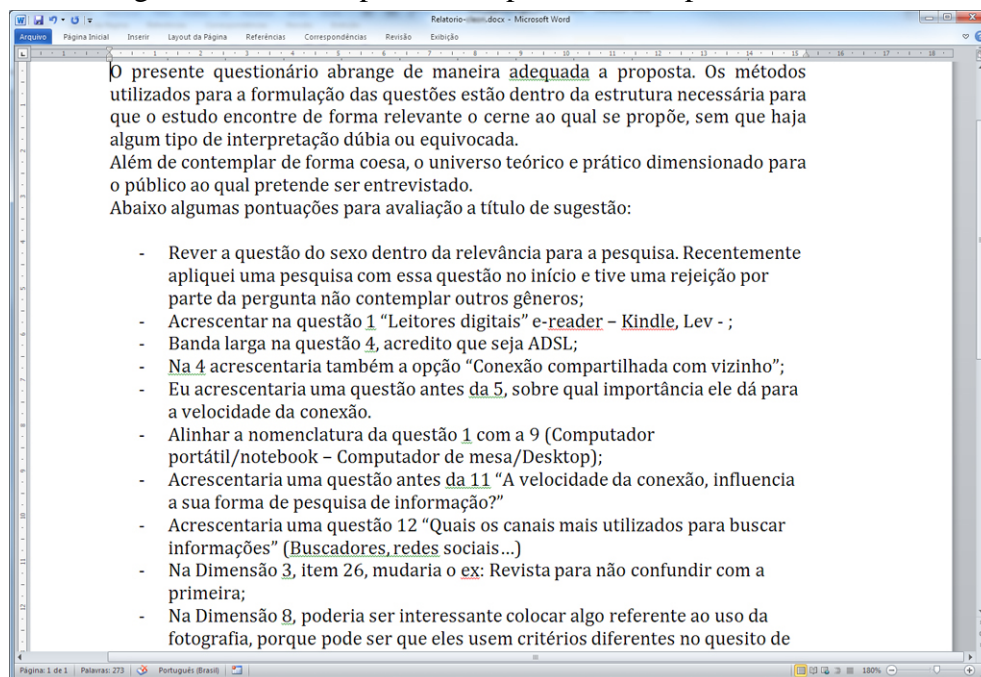 Relatorio- .docx - Microsoft Word
Arquivo Página Inicial Inserir Layout da Página Referências Correspondências Revisão Exibição
O presente questionário abrange de maneira adequada a proposta. Os métodos
utilizados para a formulação das questões estão dentro da estrutura necessária para
que o estudo encontre de forma relevante o cerne ao qual se propõe, sem que haja
algum tipo de interpretação dúbia ou equivocada.
Além de contemplar de forma coesa, o universo teórico e prático dimensionado para
o público ao qual pretende ser entrevistado.
Abaixo algumas pontuações para avaliação a título de sugestão:
- Rever a questão do sexo dentro da relevância para a pesquisa. Recentemente
apliquei uma pesquisa com essa questão no início e tive uma rejeição por
parte da pergunta não contemplar outros gêneros;
- Acrescentar na questão 1 “Leitores digitais” e-reader – Kindle, Lev - ;
- Banda larga na questão 4, acredito que seja ADSL;
- Na 4 acrescentaria também a opção “Conexão compartilhada com vizinho”;
- Eu acrescentaria uma questão antes da 5, sobre qual importância ele dá para
a velocidade da conexão.
- Alinhar a nomenclatura da questão 1 com a 9 (Computador
portátil/notebook – Computador de mesa/Desktop);
- Acrescentaria uma questão antes da 11 “A velocidade da conexão, influencia
a sua forma de pesquisa de informação?”
- Acrescentaria uma questão 12 “Quais os canais mais utilizados para buscar
informações” (Buscadores, redes sociais…)
- Na Dimensão 3, item 26, mudaria o ex: Revista para não confundir com a
primeira;
- Na Dimensão 8, poderia ser interessante colocar algo referente ao uso da
fotografia, porque pode ser que eles usem critérios diferentes no quesito de
Página: 1 de 1 Palavras: 273 Português (Brasil) 180%